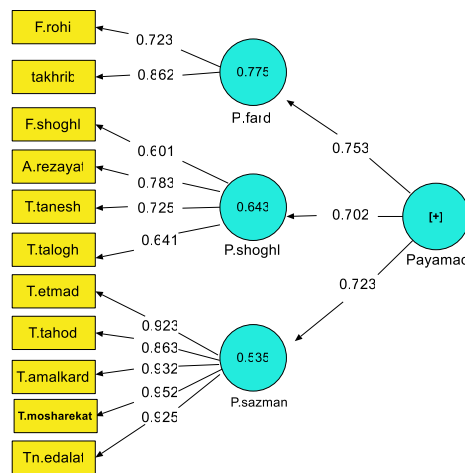 F.rohi
0.723
takhrib
0.862
0.775
P.fard
F.shoghl
0.601
A.rezayat
0.783
T.tanesh
0.725
T.talogh
0.641
0.643
P.shoghl
0.753
0.702
0.723
[+]
Payamad
T.etmad
0.923
T.tahod
0.863
T.amalkard
0.932
T.mosharekat
0.952
Tn.edalat
0.925
0.535
P.sazman